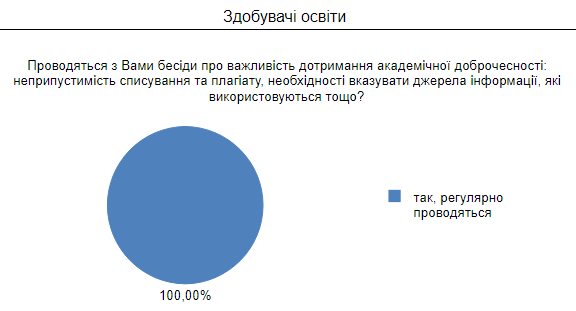 Здобувачі освіти
Проводяться з Вами бесіди про важливість дотримання академічної доброчесності:
неприпустимість списування та плагіату, необхідності вказувати джерела інформації, які
використовуються тощо?
так, регулярно
проводяться
100,00%